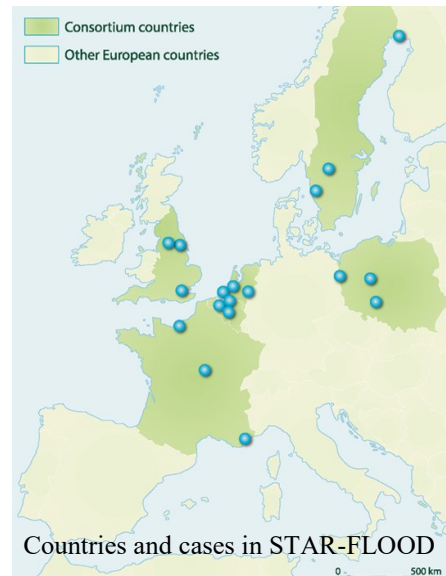 Consortium countries
Other European countries
Countries and cases in STAR-FLOOD
0 - 500 km